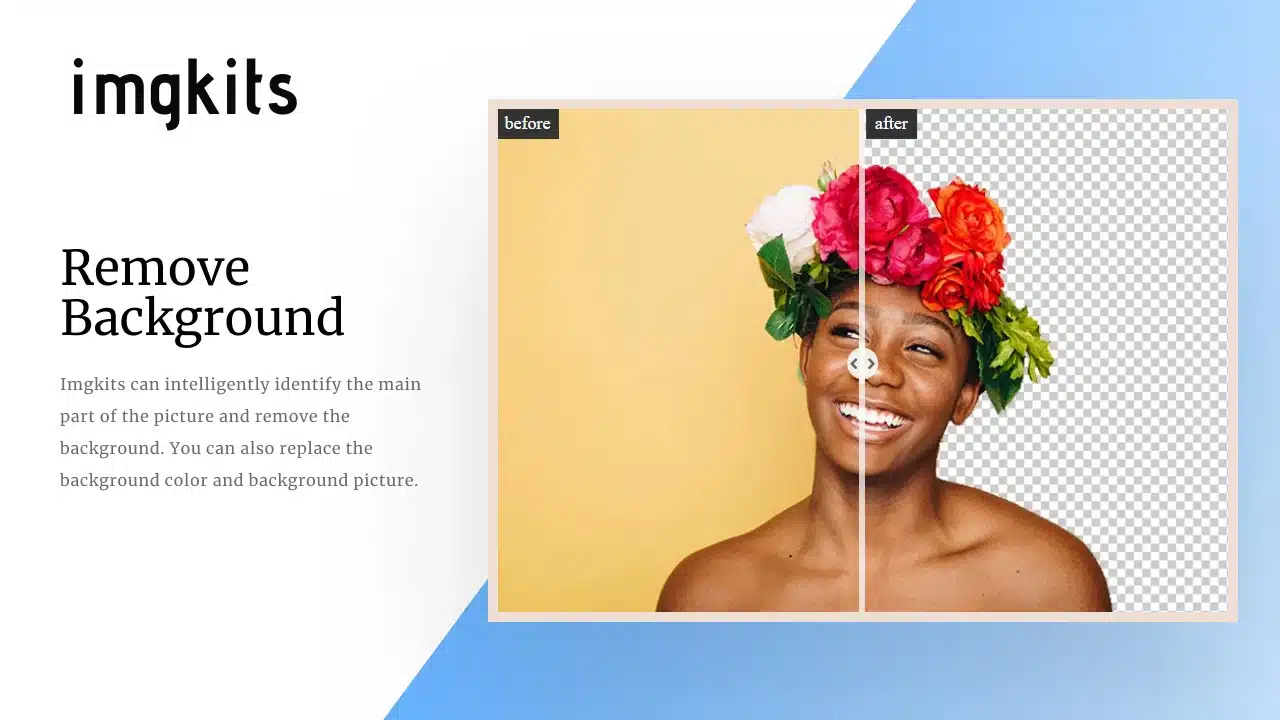 imgkits
Remove
Background
Imgkits can intelligently identify the main
part of the picture and remove the
background. You can also replace the
background color and background picture.
before
after